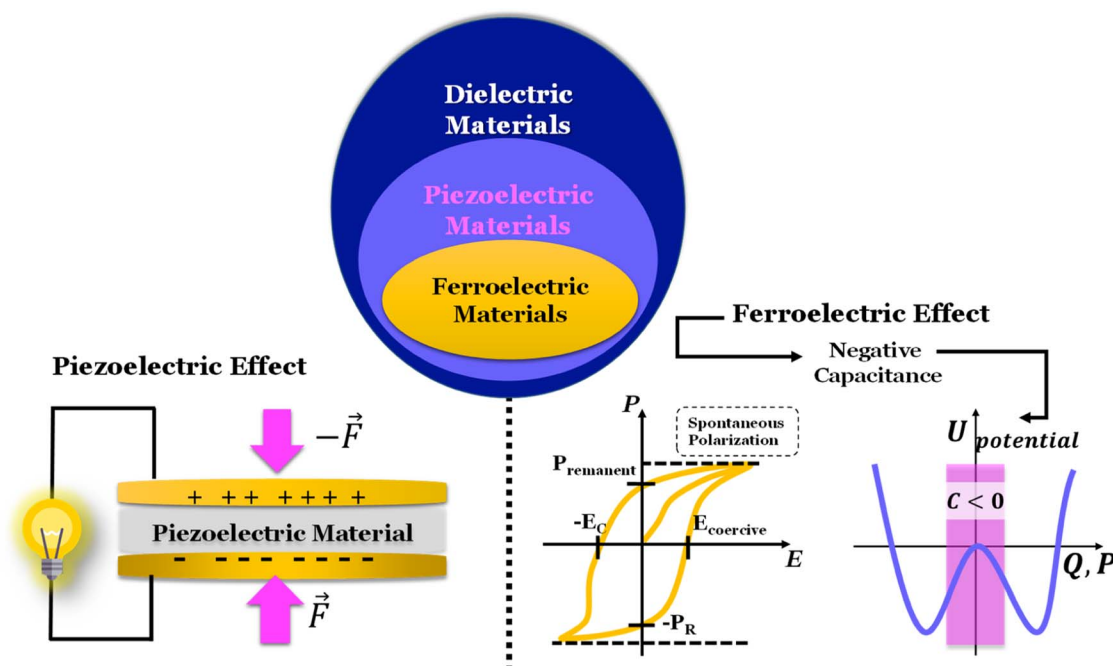 Dielectric
Materials
Piezoelectric
Materials
Ferroelectric
Materials
Piezoelectric Effect
-F⃗
+ ++ ++++ +
Piezoelectric Material
- - --- -----
F⃗
Ferroelectric Effect
Negative
Capacitance
P
Spontaneous
Polarization
P_remanent
-E_C
E_coercive
E
-P_R
U_potential
C < 0
Q, P